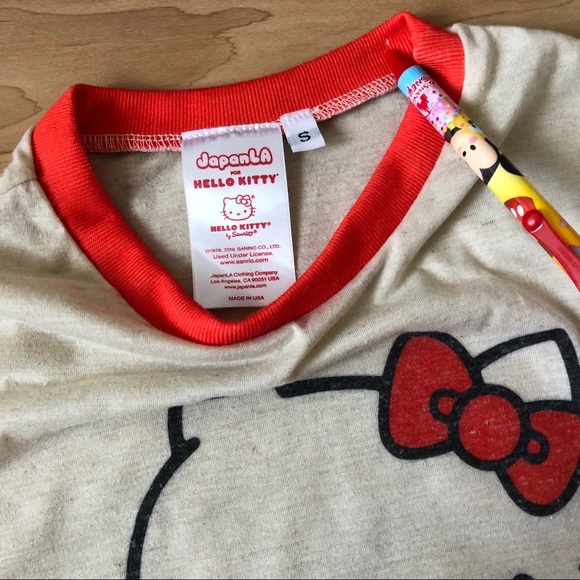 JapanLA
FOR
HELLO KITTY®
HELLO KITTY®
by Sanrio®
©1976, 2016 SANRIO CO., LTD.
Used Under License.
www.sanrio.com
JapanLA Clothing Company
Los Angeles, CA 90031 USA
www.japanla.com
MADE IN USA
S